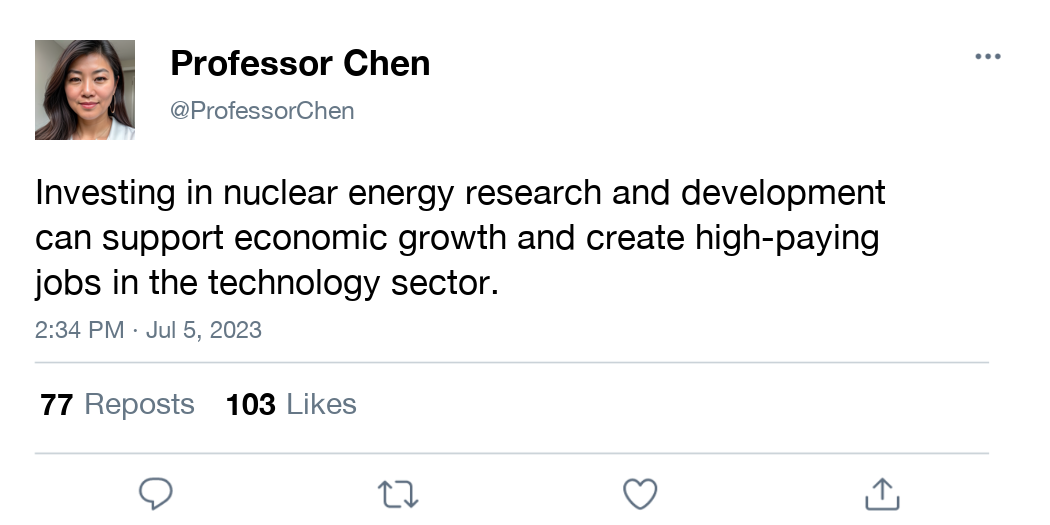 Professor Chen
@ProfessorChen
Investing in nuclear energy research and development
can support economic growth and create high-paying
jobs in the technology sector.
2:34 PM · Jul 5, 2023
77 Reposts 103 Likes